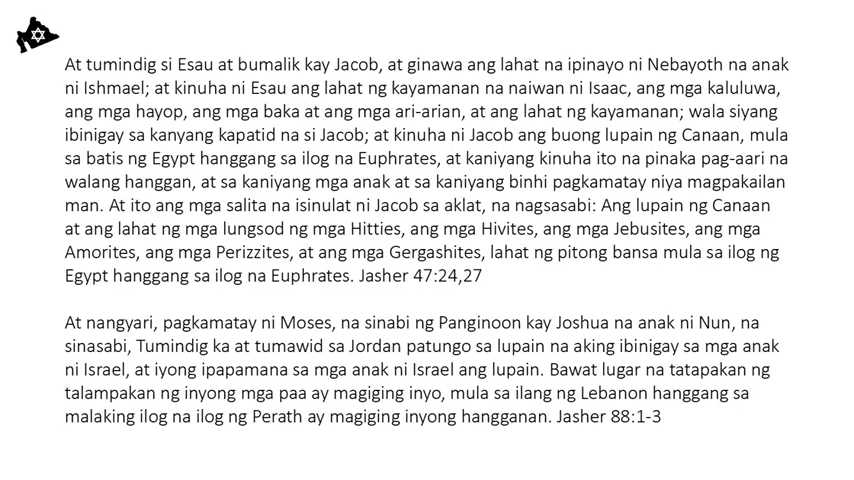 At tumindig si Esau at bumalik kay Jacob, at ginawa ang lahat na ipinayo ni Nebayoth na anak
ni Ishmael; at kinuha ni Esau ang lahat ng kayamanan na naiwan ni Isaac, ang mga kaluluwa,
ang mga hayop, ang mga baka at ang mga ari-arian, at ang lahat ng kayamanan; wala siyang
ibinigay sa kanyang kapatid na si Jacob; at kinuha ni Jacob ang buong lupain ng Canaan, mula
sa batis ng Egypt hanggang sa ilog na Euphrates, at kaniyang kinuha ito na pinaka pag-aari na
walang hanggan, at sa kaniyang mga anak at sa kaniyang binhi pagkamatay niya magpakailan
man. At ito ang mga salita na isinulat ni Jacob sa aklat, na nagsasabi: Ang lupain ng Canaan
at ang lahat ng mga lungsod ng mga Hitties, ang mga Hivites, ang mga Jebusites, ang mga
Amorites, ang mga Perizzites, at ang mga Gergashites, lahat ng pitong bansa mula sa ilog ng
Egypt hanggang sa ilog na Euphrates. Jasher 47:24,27
At nangyari, pagkamatay ni Moses, na sinabi ng Panginoon kay Joshua na anak ni Nun, na
sinasabi, Tumindig ka at tumawid sa Jordan patungo sa lupain na aking ibinigay sa mga anak
ni Israel, at iyong ipapamana sa mga anak ni Israel ang lupain. Bawat lugar na tatapakan ng
talampakan ng inyong mga paa ay magiging inyo, mula sa ilang ng Lebanon hanggang sa
malaking ilog na ilog ng Perath ay magiging inyong hangganan. Jasher 88:1-3